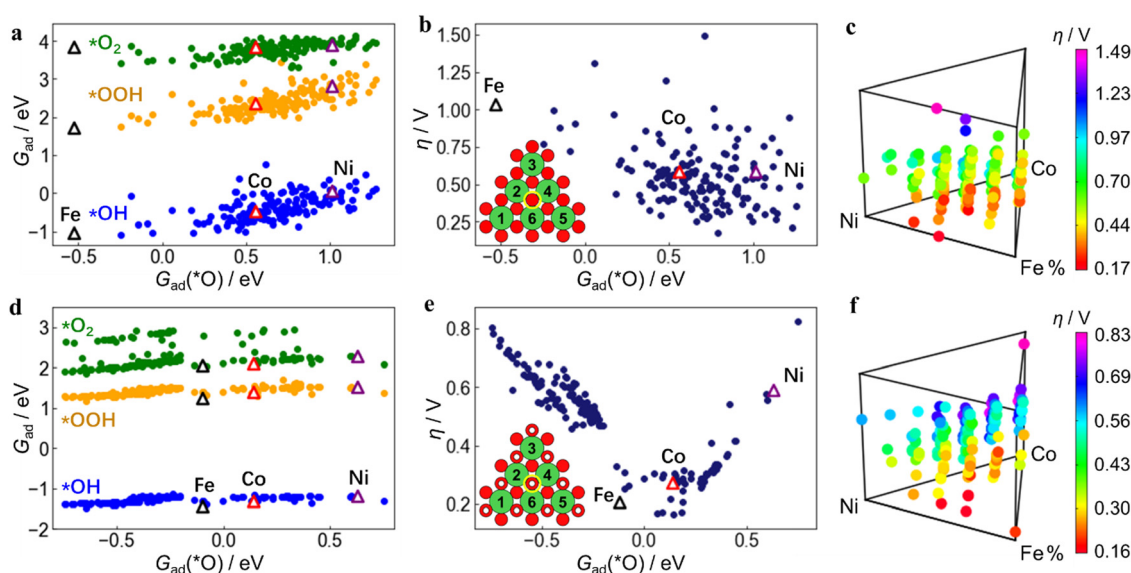 a
*O₂
*OOH
*OH
Fe
Co
Ni
G_ad / eV
4
3
2
1
0
−1
−0.5
0.0
0.5
1.0
G_ad(*O) / eV
b
Fe
Co
Ni
η / V
1.50
1.25
1.00
0.75
0.50
0.25
3
2 4
1 6 5
−0.5
0.0
0.5
1.0
G_ad(*O) / eV
c
η / V
1.49
1.23
0.97
0.70
0.44
0.17
Co
Ni
Fe%
d
*O₂
*OOH
*OH
Fe
Co
Ni
G_ad / eV
3
2
1
0
−1
−2
−0.5
0.0
0.5
G_ad(*O) / eV
e
Fe
Co
Ni
η / V
0.8
0.6
0.4
0.2
3
2 4
1 6 5
−0.5
0.0
0.5
G_ad(*O) / eV
f
η / V
0.83
0.69
0.56
0.43
0.30
0.16
Co
Ni
Fe%